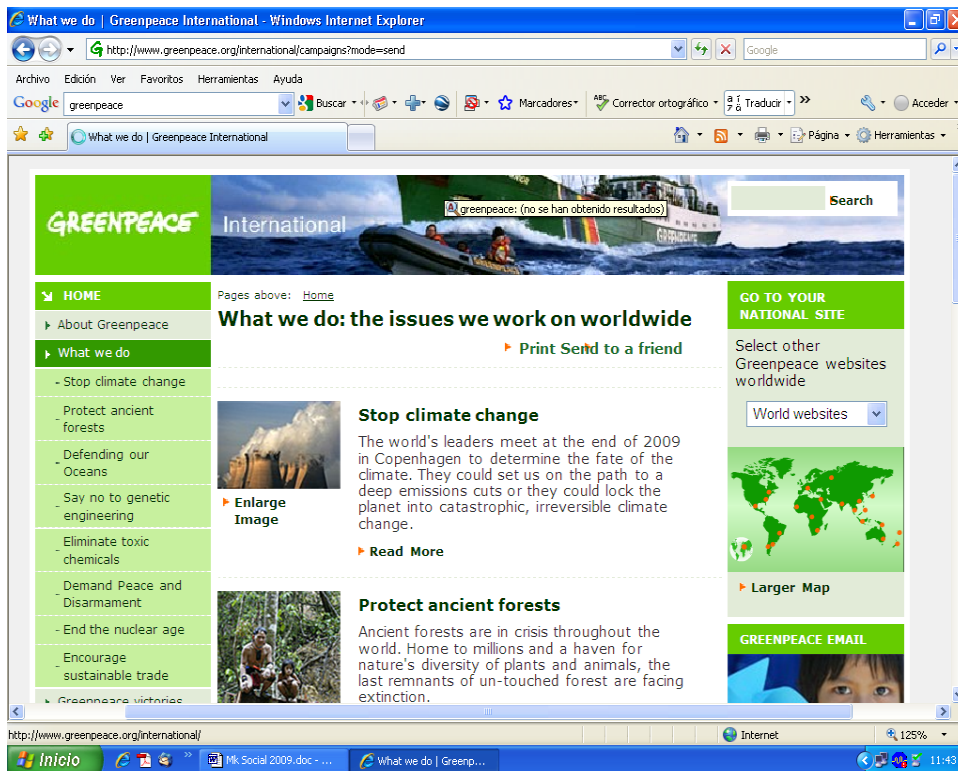 What we do | Greenpeace International - Windows Internet Explorer
http://www.greenpeace.org/international/campaigns?mode=send
Google
Archivo Edición Ver Favoritos Herramientas Ayuda
Google greenpeace Buscar Marcadores ABC Corrector ortográfico Traducir Acceder
What we do | Greenpeace International Página Herramientas
GREENPEACE International
greenpeace: (no se han obtenido resultados)
GREENPEACE
Search
HOME
About Greenpeace
What we do
- Stop climate change
- Protect ancient
forests
- Defending our
Oceans
- Say no to genetic
engineering
- Eliminate toxic
chemicals
- Demand Peace and
Disarmament
- End the nuclear age
- Encourage
sustainable trade
Greenpeace victories
Pages above: Home
What we do: the issues we work on worldwide
Print Send to a friend
Enlarge
Image
Stop climate change
The world's leaders meet at the end of 2009
in Copenhagen to determine the fate of the
climate. They could set us on the path to a
deep emissions cuts or they could lock the
planet into catastrophic, irreversible climate
change.
Read More
Protect ancient forests
Ancient forests are in crisis throughout the
world. Home to millions and a haven for
nature's diversity of plants and animals, the
last remnants of un-touched forest are facing
extinction.
GO TO YOUR
NATIONAL SITE
Select other
Greenpeace websites
worldwide
World websites
Larger Map
GREENPEACE EMAIL
http://www.greenpeace.org/international/ Internet 125%
Inicio Mk Social 2009.doc - ... What we do | Greenp... 11:43